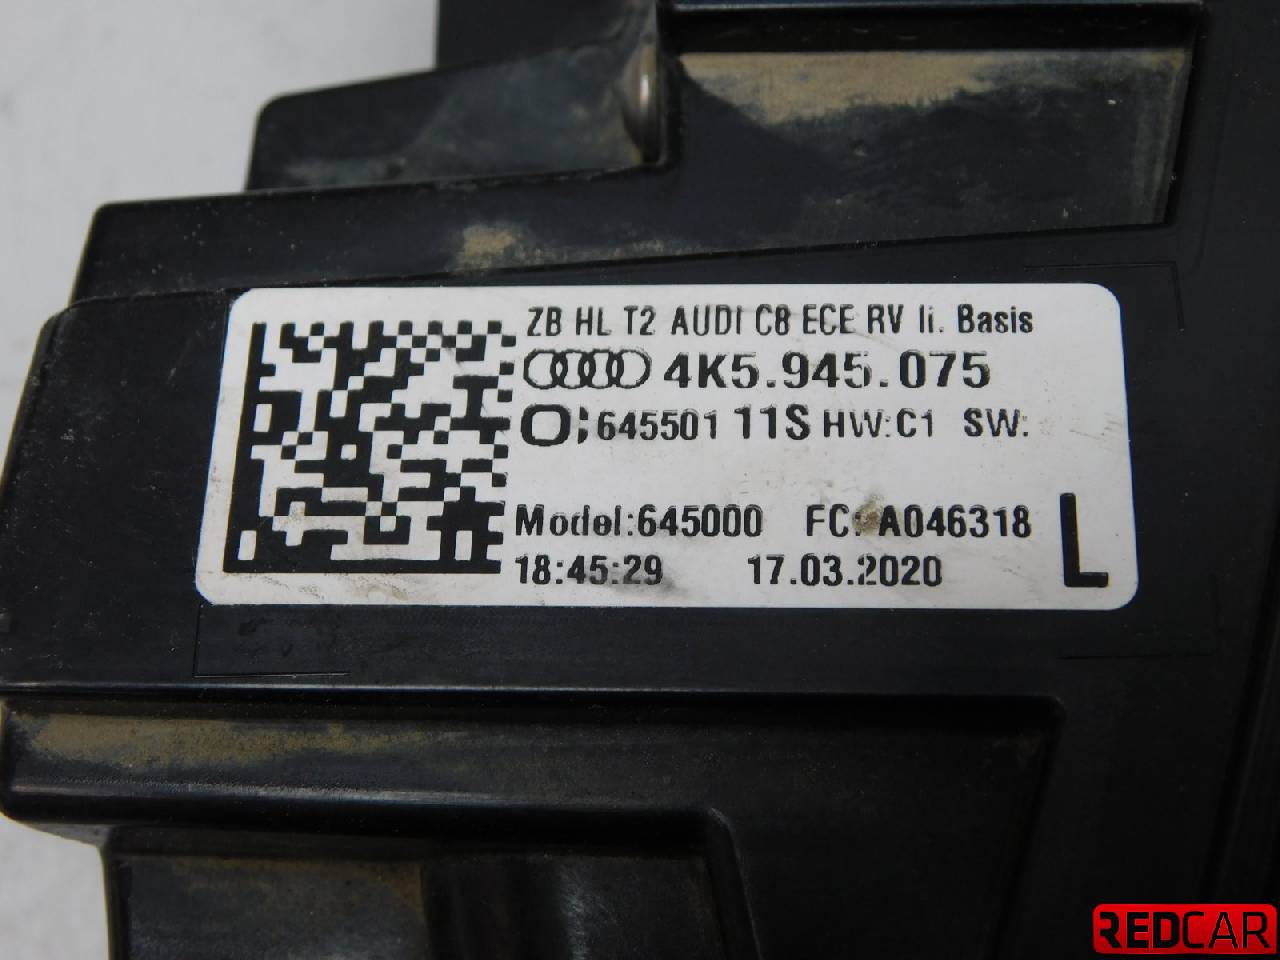 ZB HL T2 AUDI C8 ECE RV li. Basis
4K5.945.075
645501 11S HW:C1 SW:
Model:645000 FC: A046318
18:45:29 17.03.2020
L
REDCAR